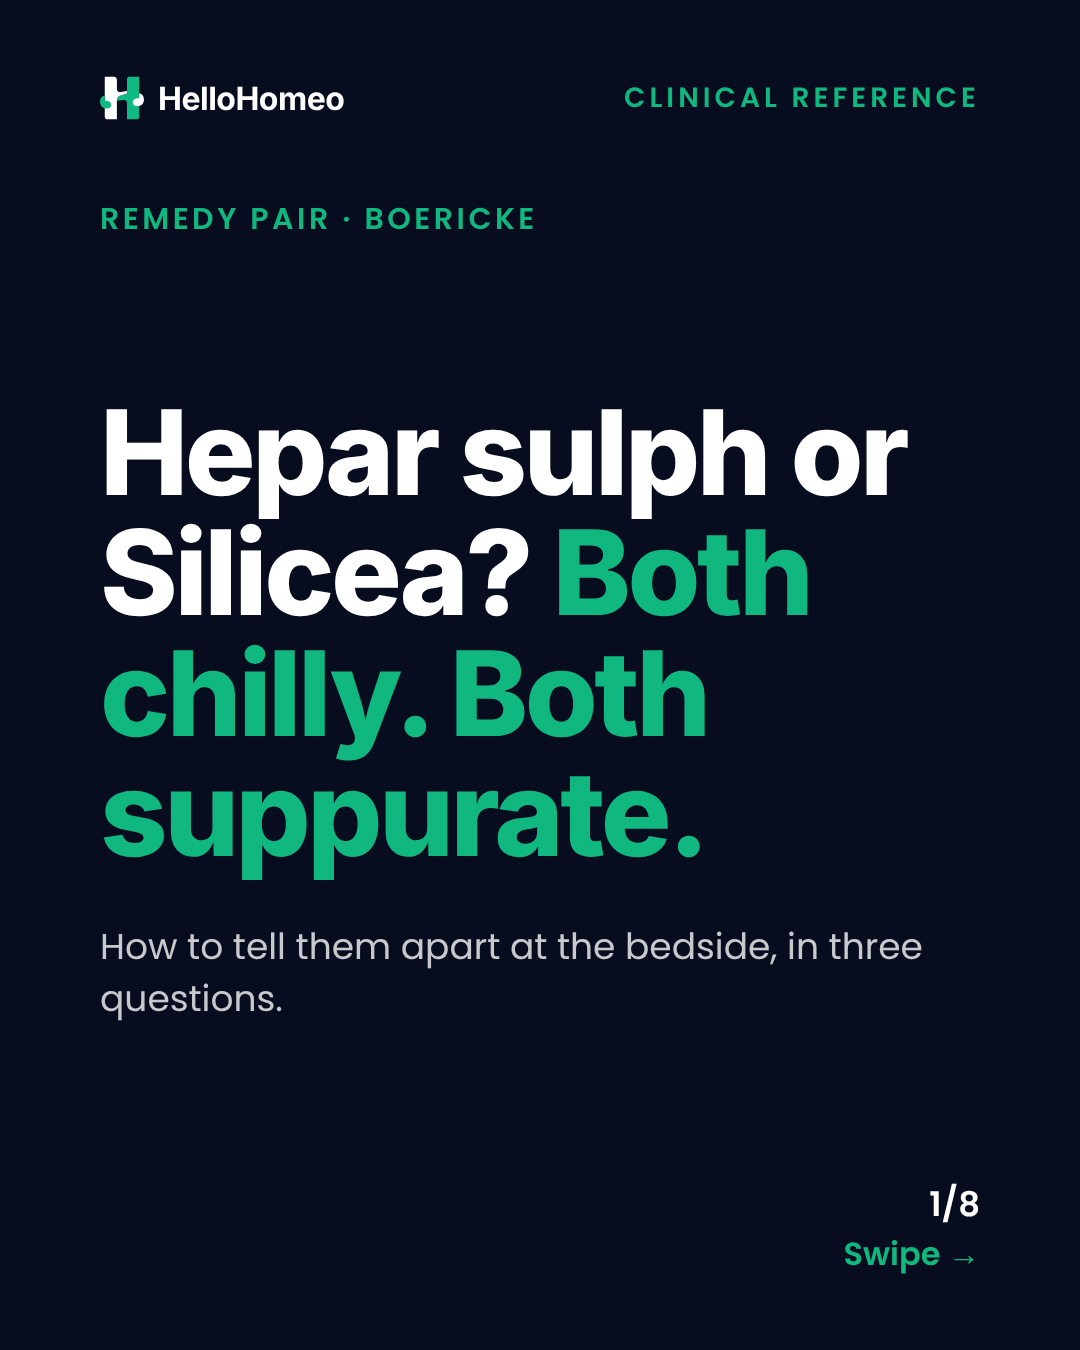 HelloHomeo
CLINICAL REFERENCE
REMEDY PAIR · BOERICKE
Hepar sulph or
Silicea? Both
chilly. Both
suppurate.
How to tell them apart at the bedside, in three
questions.
1/8
Swipe →